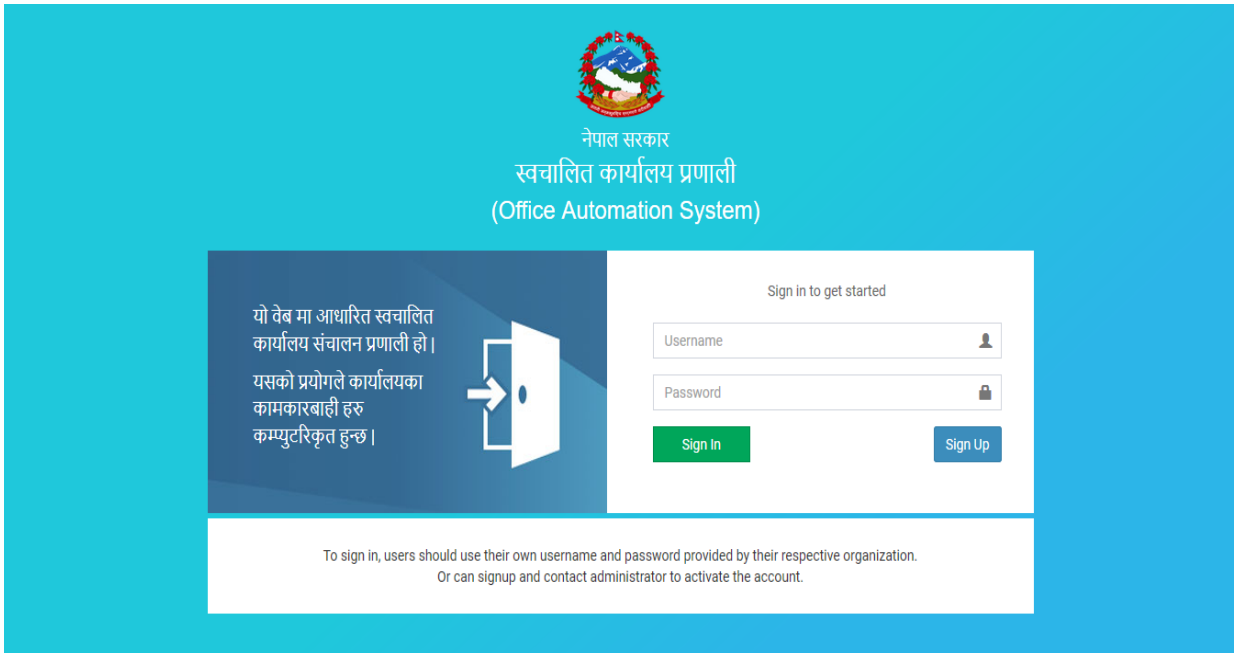 नेपाल सरकार
स्वचालित कार्यालय प्रणाली
(Office Automation System)
यो वेब मा आधारित स्वचालित
कार्यालय संचालन प्रणाली हो |
यसको प्रयोगले कार्यालयका
कामकारबाही हरु
कम्प्युटरिकृत हुन्छ |
Sign in to get started
Username
Password
Sign In
Sign Up
To sign in, users should use their own username and password provided by their respective organization.
Or can signup and contact administrator to activate the account.